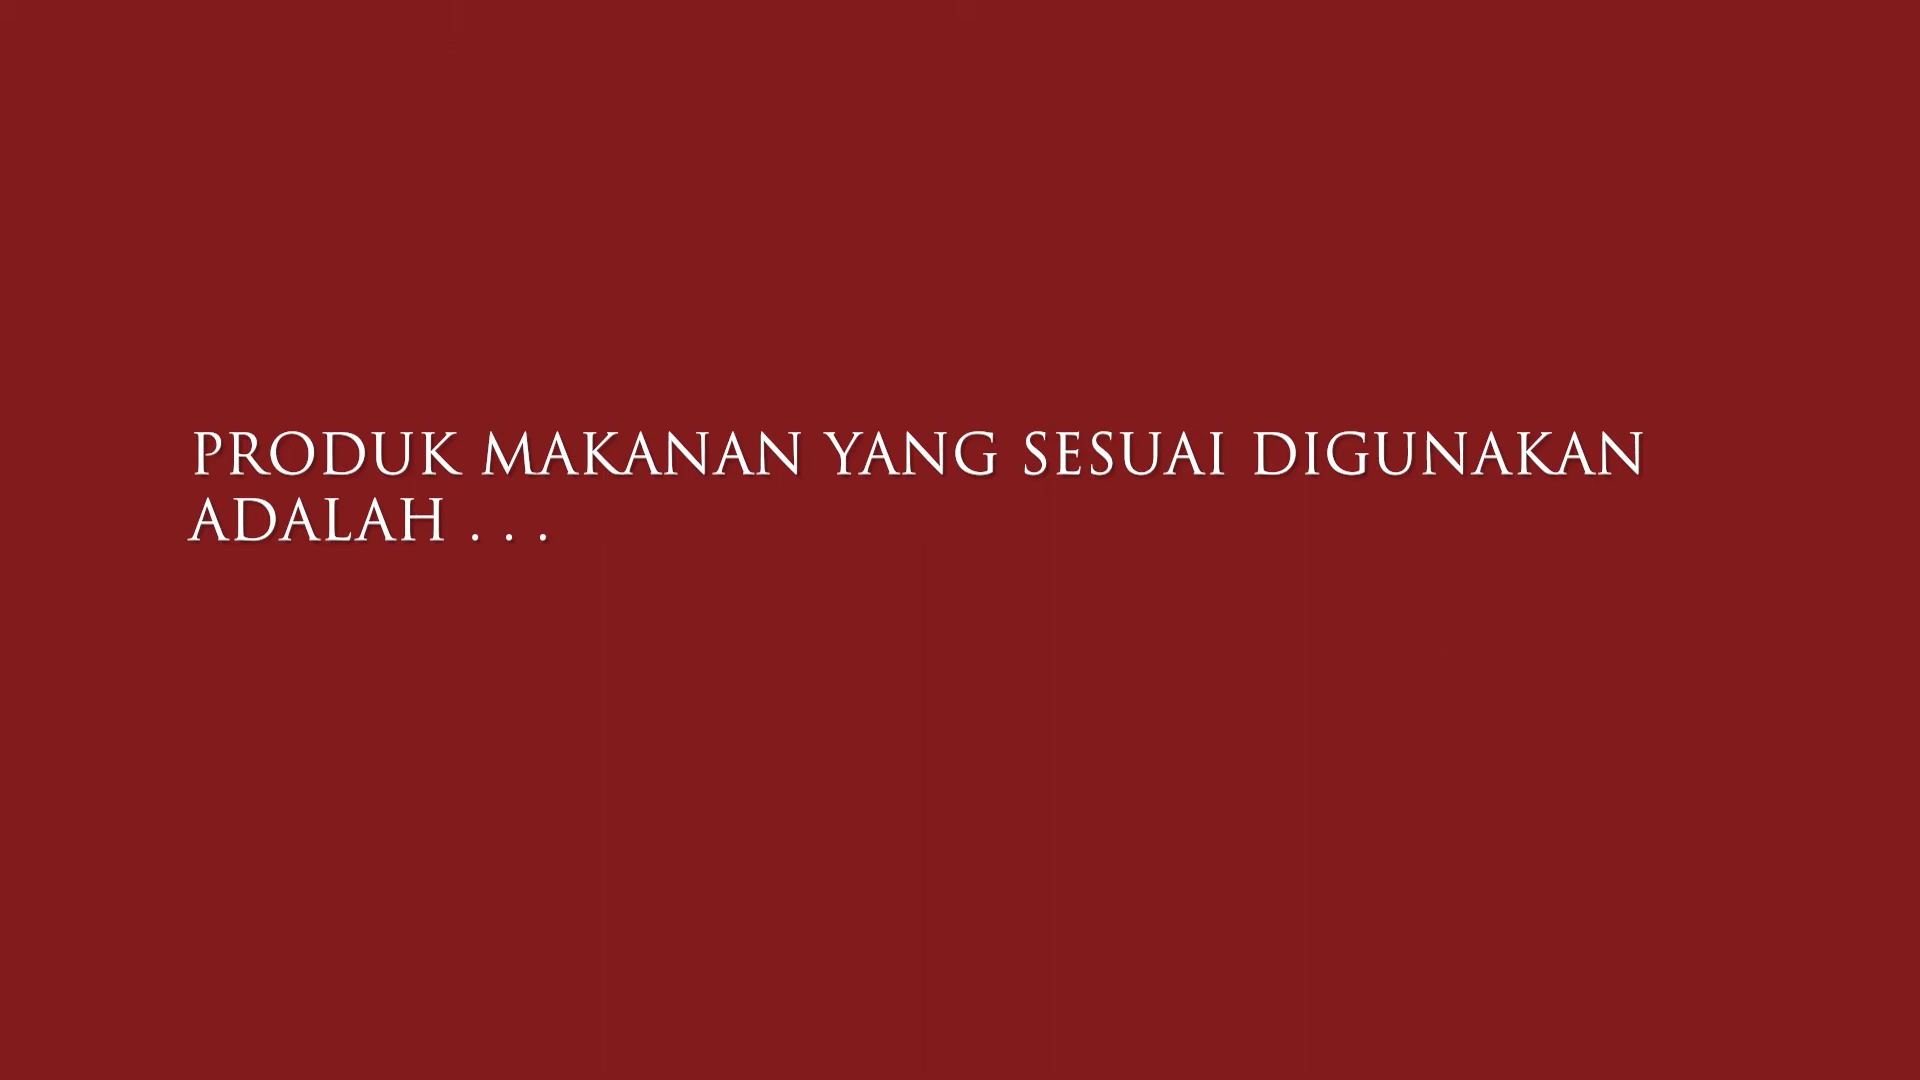 PRODUK MAKANAN YANG SESUAI DIGUNAKAN
ADALAH . . .